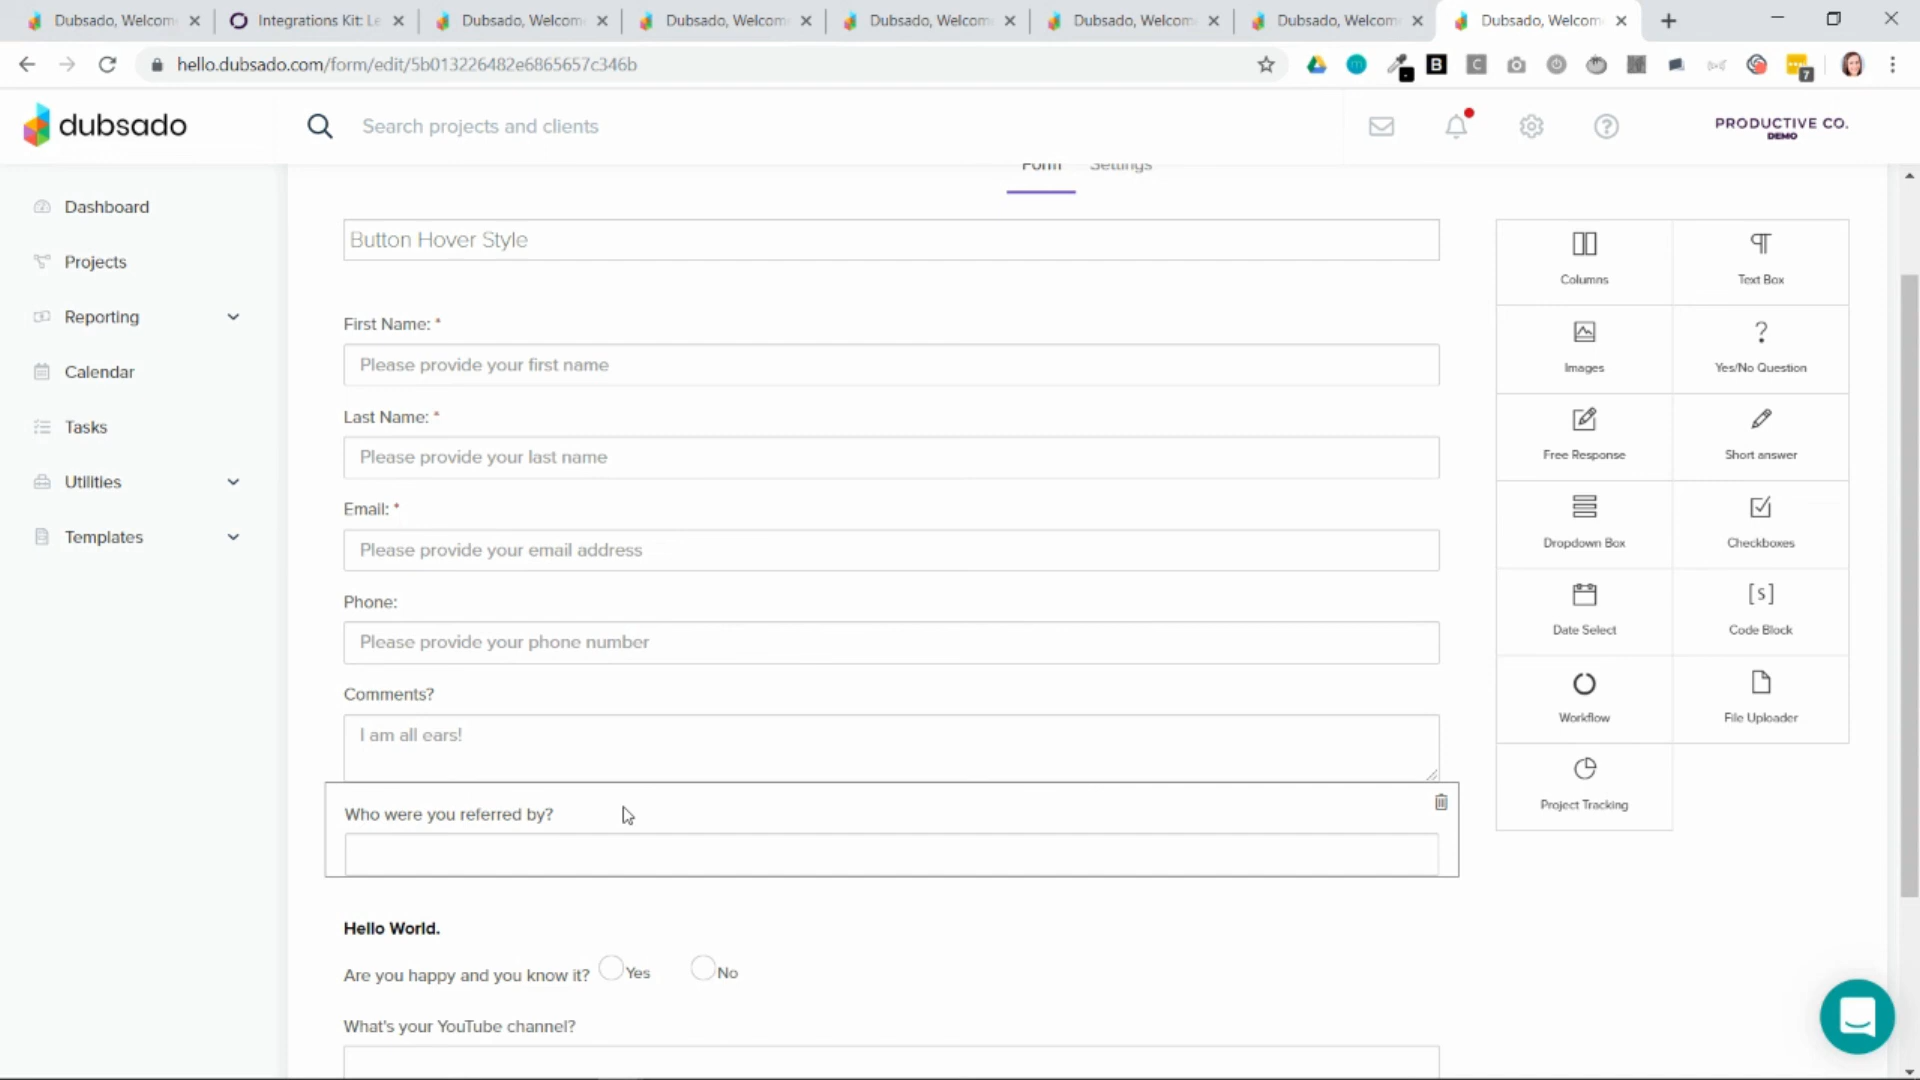 Dubsado, Welcom
Integrations Kit: Le
Dubsado, Welcom
Dubsado, Welcom
Dubsado, Welcom
Dubsado, Welcom
Dubsado, Welcom
Dubsado, Welcom
hello.dubsado.com/form/edit/5b013226482e6865657c346b
B
C
7
dubsado
Search projects and clients
PRODUCTIVE CO.
DEMO
Form
Settings
Dashboard
Projects
Reporting
Calendar
Tasks
Utilities
Templates
Button Hover Style
First Name: *
Please provide your first name
Last Name: *
Please provide your last name
Email: *
Please provide your email address
Phone:
Please provide your phone number
Comments?
I am all ears!
Who were you referred by?
Hello World.
Are you happy and you know it? Yes No
What's your YouTube channel?
Columns
Text Box
Images
Yes/No Question
Free Response
Short answer
Dropdown Box
Checkboxes
Date Select
[s]
Code Block
Workflow
File Uploader
Project Tracking